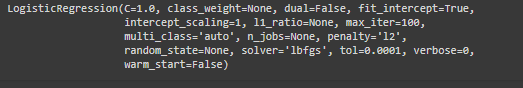 LogisticRegression(C=1.0, class_weight=None, dual=False, fit_intercept=True,
intercept_scaling=1, l1_ratio=None, max_iter=100,
multi_class='auto', n_jobs=None, penalty='l2',
random_state=None, solver='lbfgs', tol=0.0001, verbose=0,
warm_start=False)